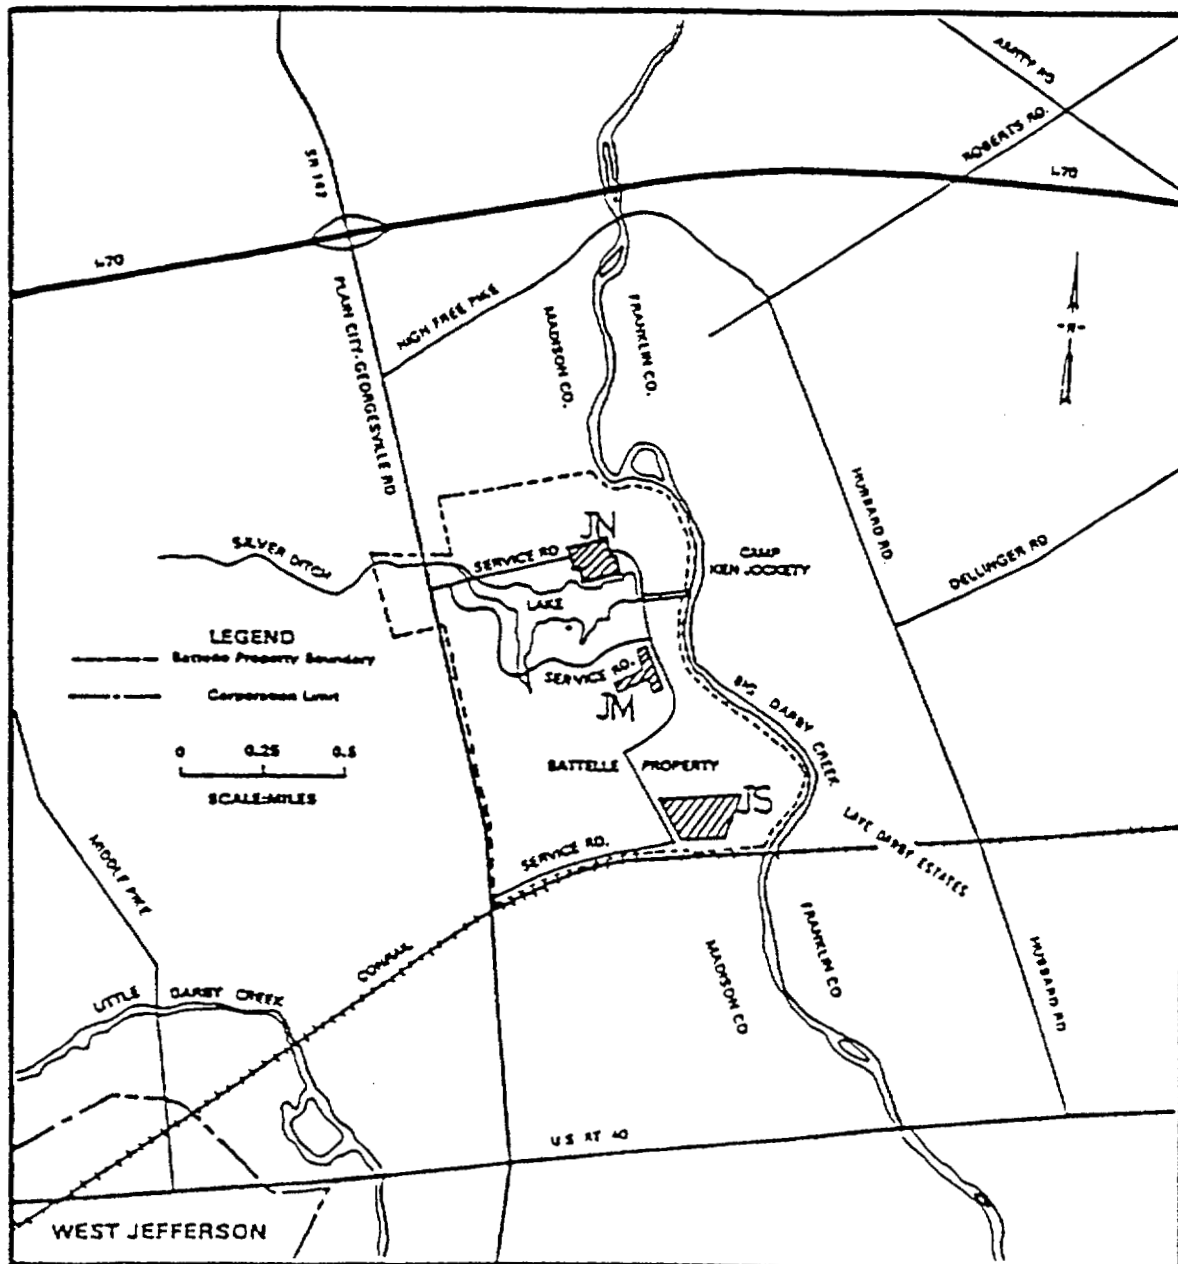 AMITY RD
ROBERTS RD.
SR 142
I-70
I-70
HIGH FREE PIKE
PLAIN CITY-GEORGESVILLE RD
MADISON CO.
FRANKLIN CO.
N
HUBBARD RD.
DELLINGER RD
SILVER DITCH
SERVICE RD
JN
CAMP
KEN JOCKETY
LAKE
LEGEND
Battelle Property Boundary
Corporation Limit
0 0.25 0.5
SCALE-MILES
SERVICE RD.
JM
BIG DARBY CREEK
BATTELLE PROPERTY
JS
LAKE DARBY ESTATES
SERVICE RD.
MIDDLE PIKE
CONRAIL
LITTLE DARBY CREEK
MADISON CO
FRANKLIN CO
HUBBARD RD
U S RT 40
WEST JEFFERSON